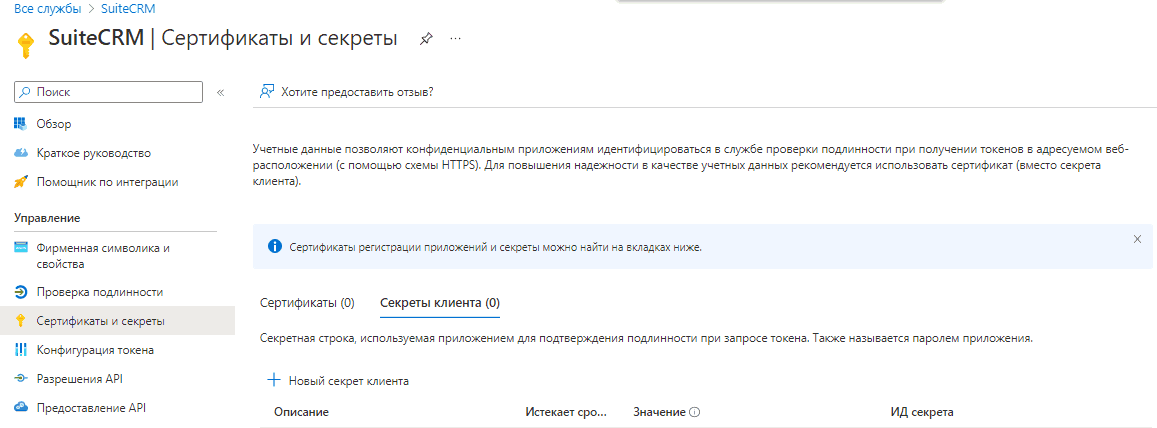 Все службы > SuiteCRM
SuiteCRM | Сертификаты и секреты
Поиск
Хотите предоставить отзыв?
Обзор
Краткое руководство
Помощник по интеграции
Управление
Фирменная символика и
свойства
Проверка подлинности
Сертификаты и секреты
Конфигурация токена
Разрешения API
Предоставление API
Учетные данные позволяют конфиденциальным приложениям идентифицироваться в службе проверки подлинности при получении токенов в адресуемом веб-
расположении (с помощью схемы HTTPS). Для повышения надежности в качестве учетных данных рекомендуется использовать сертификат (вместо секрета
клиента).
Сертификаты регистрации приложений и секреты можно найти на вкладках ниже.
Сертификаты (0) Секреты клиента (0)
Секретная строка, используемая приложением для подтверждения подлинности при запросе токена. Также называется паролем приложения.
Новый секрет клиента
Описание Истекает сро... Значение ИД секрета